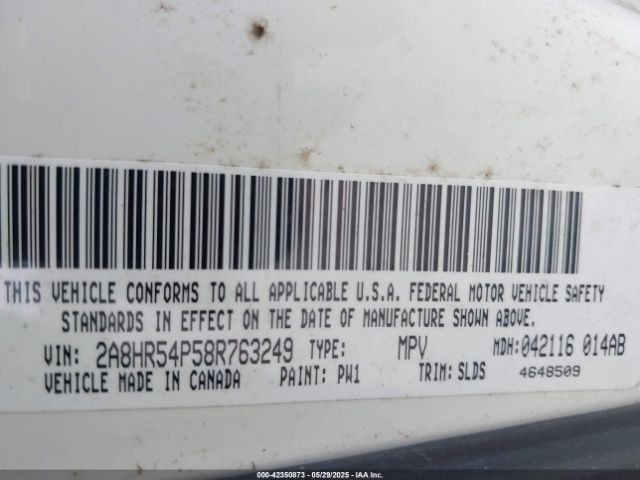 THIS VEHICLE CONFORMS TO ALL APPLICABLE U.S.A. FEDERAL MOTOR VEHICLE SAFETY
STANDARDS IN EFFECT ON THE DATE OF MANUFACTURE SHOWN ABOVE.
VIN: 2A8HR54P58R763249 TYPE: MPV MDH:042116 014AB
VEHICLE MADE IN CANADA PAINT: PW1 TRIM: SLDS 4648509
000-42350873 - 05/29/2025 - IAA Inc.